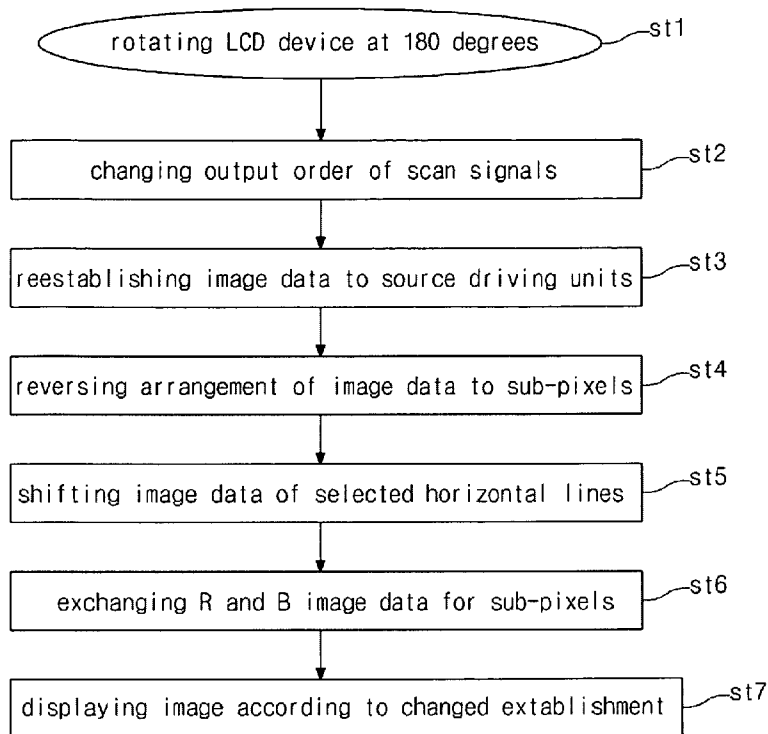 rotating LCD device at 180 degrees
st1
changing output order of scan signals
st2
reestablishing image data to source driving units
st3
reversing arrangement of image data to sub-pixels
st4
shifting image data of selected horizontal lines
st5
exchanging R and B image data for sub-pixels
st6
displaying image according to changed extablishment
st7